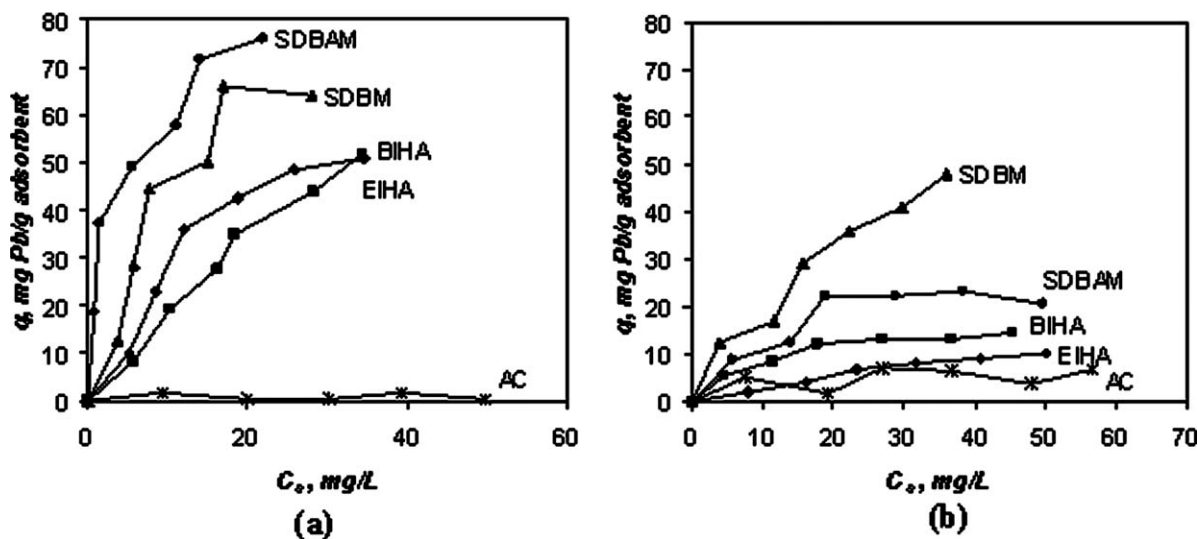 (a)
q, mg Pb/g adsorbent
80
70
60
50
40
30
20
10
0
SDBAM
SDBM
BIHA
EIHA
AC
0 20 40 60
Ce, mg/L
(a)
(b)
q, mg Pb/g adsorbent
80
70
60
50
40
30
20
10
0
SDBM
SDBAM
BIHA
EIHA
AC
0 10 20 30 40 50 60 70
Ce, mg/L
(b)